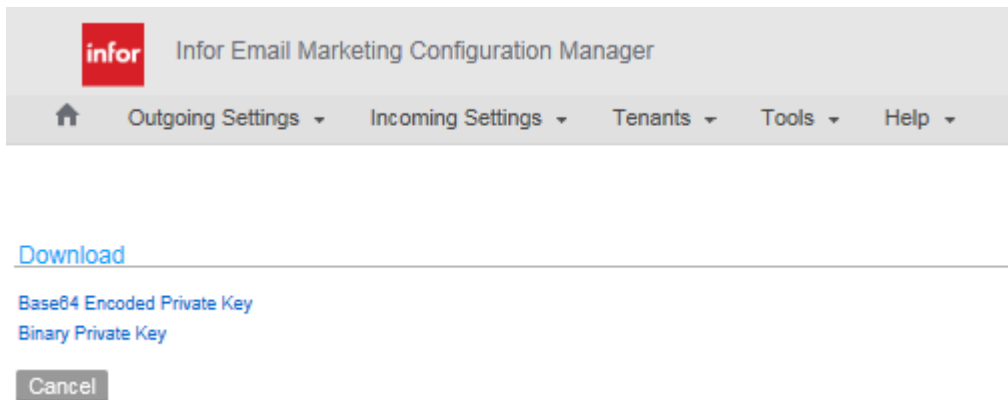 infor Infor Email Marketing Configuration Manager
Outgoing Settings Incoming Settings Tenants Tools Help
Download
Base64 Encoded Private Key
Binary Private Key
Cancel